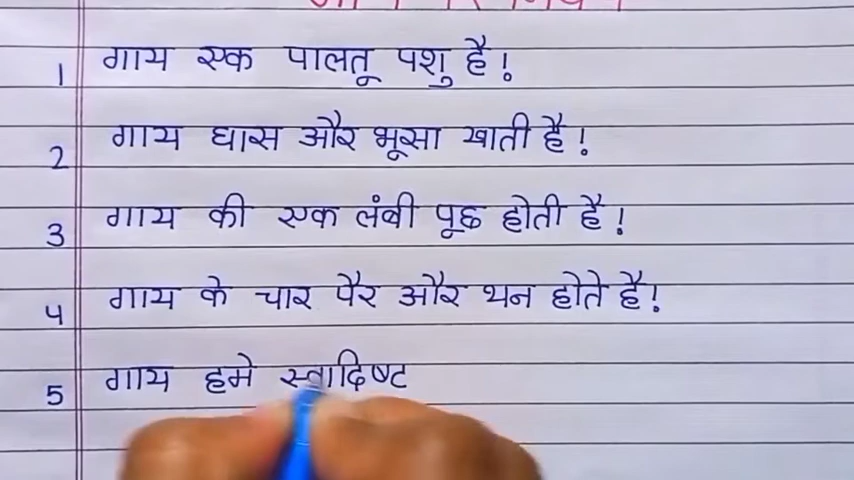 1 गाय एक पालतू पशु है!
2 गाय घास और भूसा खाती है!
3 गाय की एक लंबी पूछ होती है!
4 गाय के चार पैर और थन होते है!
5 गाय हमे स्वादिष्ट